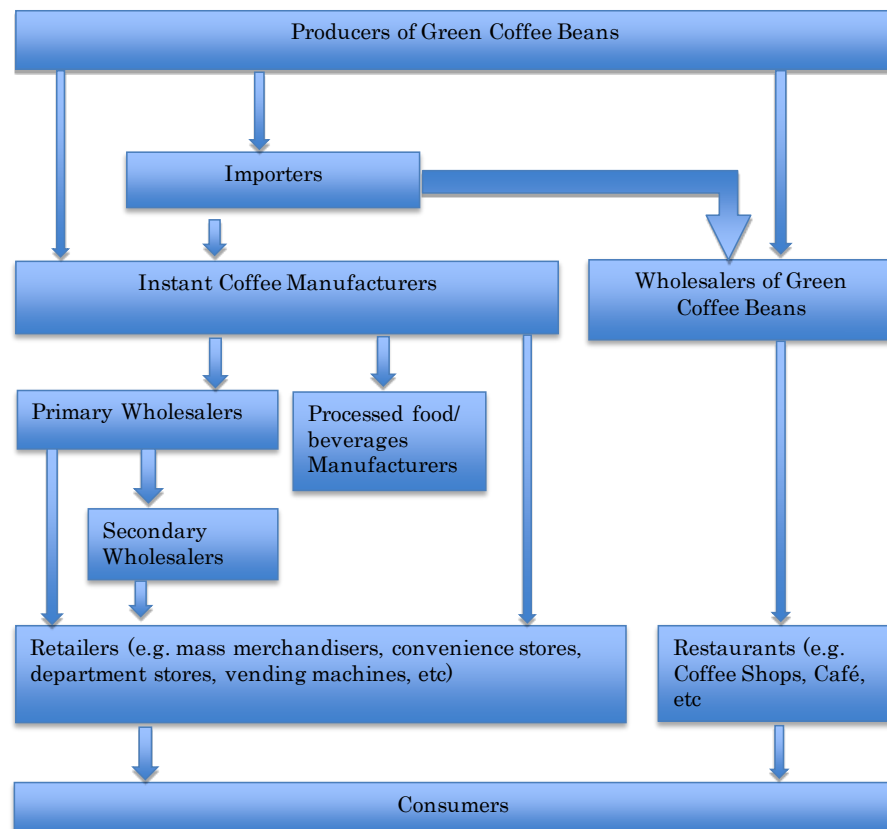 Producers of Green Coffee Beans
Importers
Instant Coffee Manufacturers
Wholesalers of Green
Coffee Beans
Primary Wholesalers
Processed food/
beverages
Manufacturers
Secondary
Wholesalers
Retailers (e.g. mass merchandisers, convenience stores,
department stores, vending machines, etc)
Restaurants (e.g.
Coffee Shops, Café,
etc
Consumers